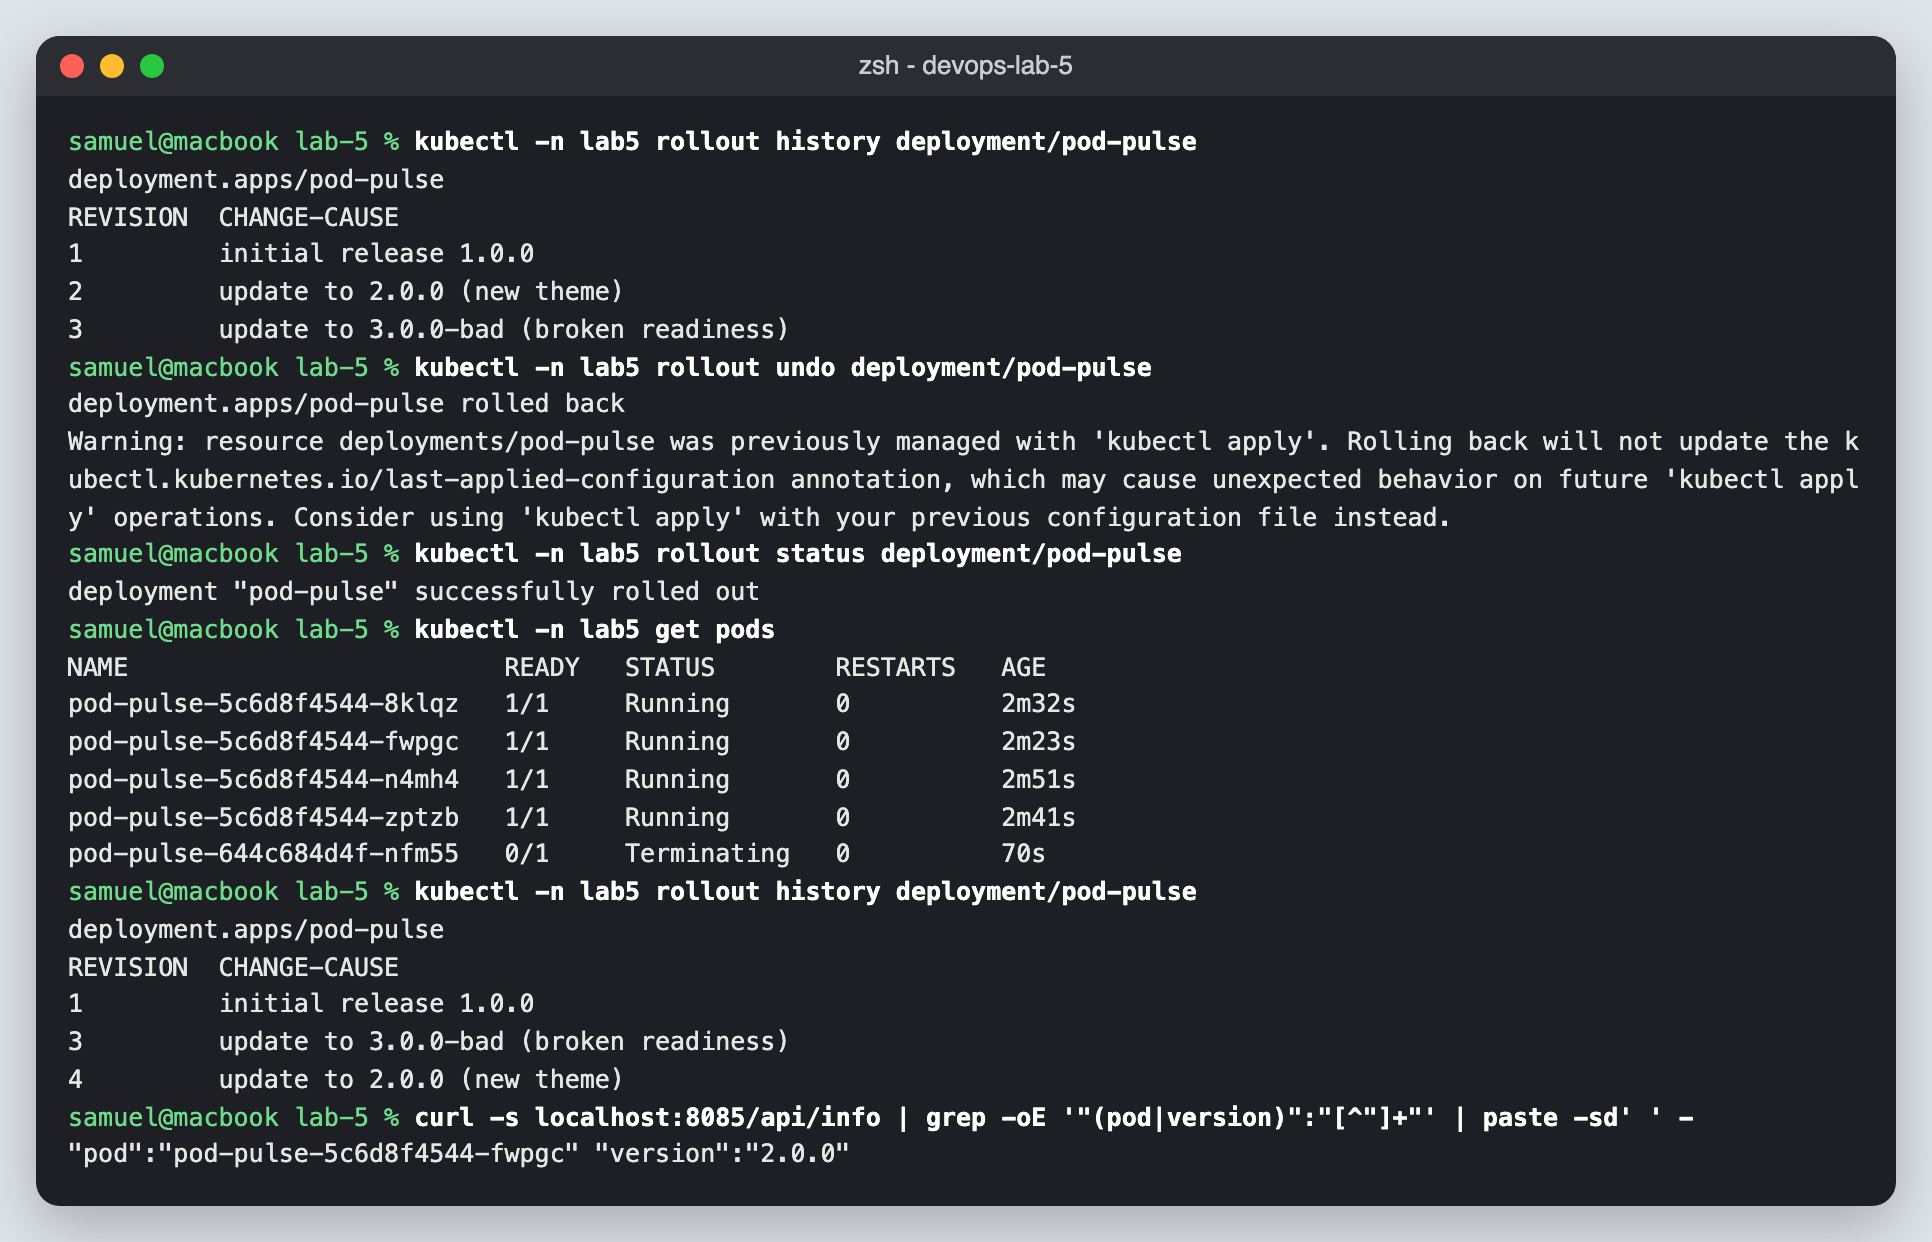 zsh - devops-lab-5
samuel@macbook lab-5 % kubectl -n lab5 rollout history deployment/pod-pulse
deployment.apps/pod-pulse
REVISION  CHANGE-CAUSE
1         initial release 1.0.0
2         update to 2.0.0 (new theme)
3         update to 3.0.0-bad (broken readiness)
samuel@macbook lab-5 % kubectl -n lab5 rollout undo deployment/pod-pulse
deployment.apps/pod-pulse rolled back
Warning: resource deployments/pod-pulse was previously managed with 'kubectl apply'. Rolling back will not update the k
ubectl.kubernetes.io/last-applied-configuration annotation, which may cause unexpected behavior on future 'kubectl appl
y' operations. Consider using 'kubectl apply' with your previous configuration file instead.
samuel@macbook lab-5 % kubectl -n lab5 rollout status deployment/pod-pulse
deployment "pod-pulse" successfully rolled out
samuel@macbook lab-5 % kubectl -n lab5 get pods
NAME                         READY   STATUS        RESTARTS   AGE
pod-pulse-5c6d8f4544-8klqz   1/1     Running       0          2m32s
pod-pulse-5c6d8f4544-fwpgc   1/1     Running       0          2m23s
pod-pulse-5c6d8f4544-n4mh4   1/1     Running       0          2m51s
pod-pulse-5c6d8f4544-zptzb   1/1     Running       0          2m41s
pod-pulse-644c684d4f-nfm55   0/1     Terminating   0          70s
samuel@macbook lab-5 % kubectl -n lab5 rollout history deployment/pod-pulse
deployment.apps/pod-pulse
REVISION  CHANGE-CAUSE
1         initial release 1.0.0
3         update to 3.0.0-bad (broken readiness)
4         update to 2.0.0 (new theme)
samuel@macbook lab-5 % curl -s localhost:8085/api/info | grep -oE '"(pod|version)":"[^"]+"' | paste -sd' ' -
"pod":"pod-pulse-5c6d8f4544-fwpgc" "version":"2.0.0"